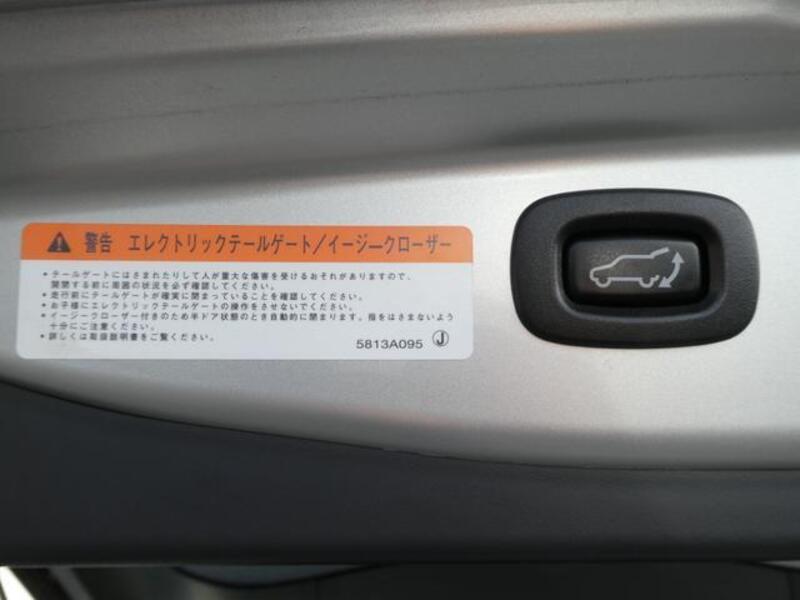 警告 エレクトリックテールゲート/イージークローザー
*テールゲートにはさまれたりして人が重大な傷害を受けるおそれがありますので、
開閉する前に周囲の状況を必ず確認してください。
*走行前にテールゲートが確実に閉まっていることを確認してください。
*お子様にエレクトリックテールゲートの操作をさせないでください。
*イージークローザー付きのため半ドア状態のとき自動的に閉まります。指をはさまないよう
十分にご注意ください。
*詳しくは取扱説明書をご覧ください。
5813A095 Ⓙ